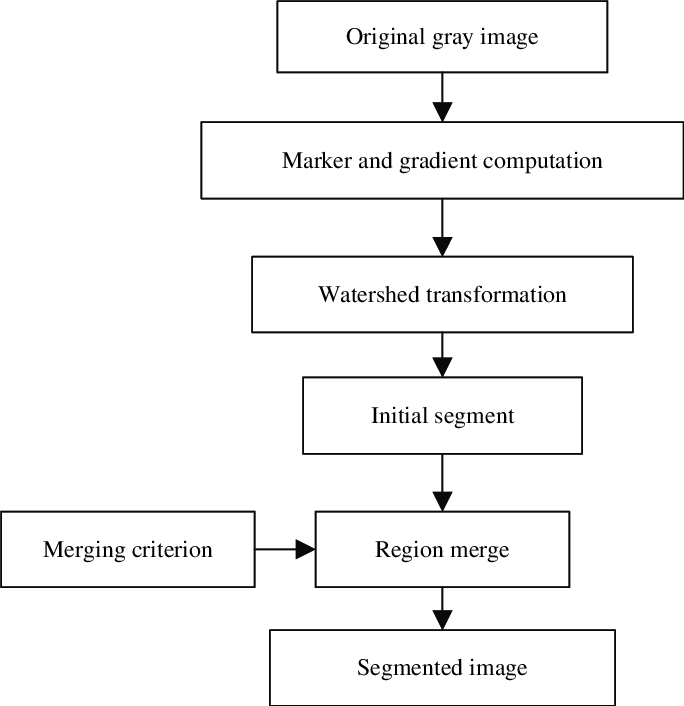 Original gray image
Marker and gradient computation
Watershed transformation
Initial segment
Merging criterion
Region merge
Segmented image